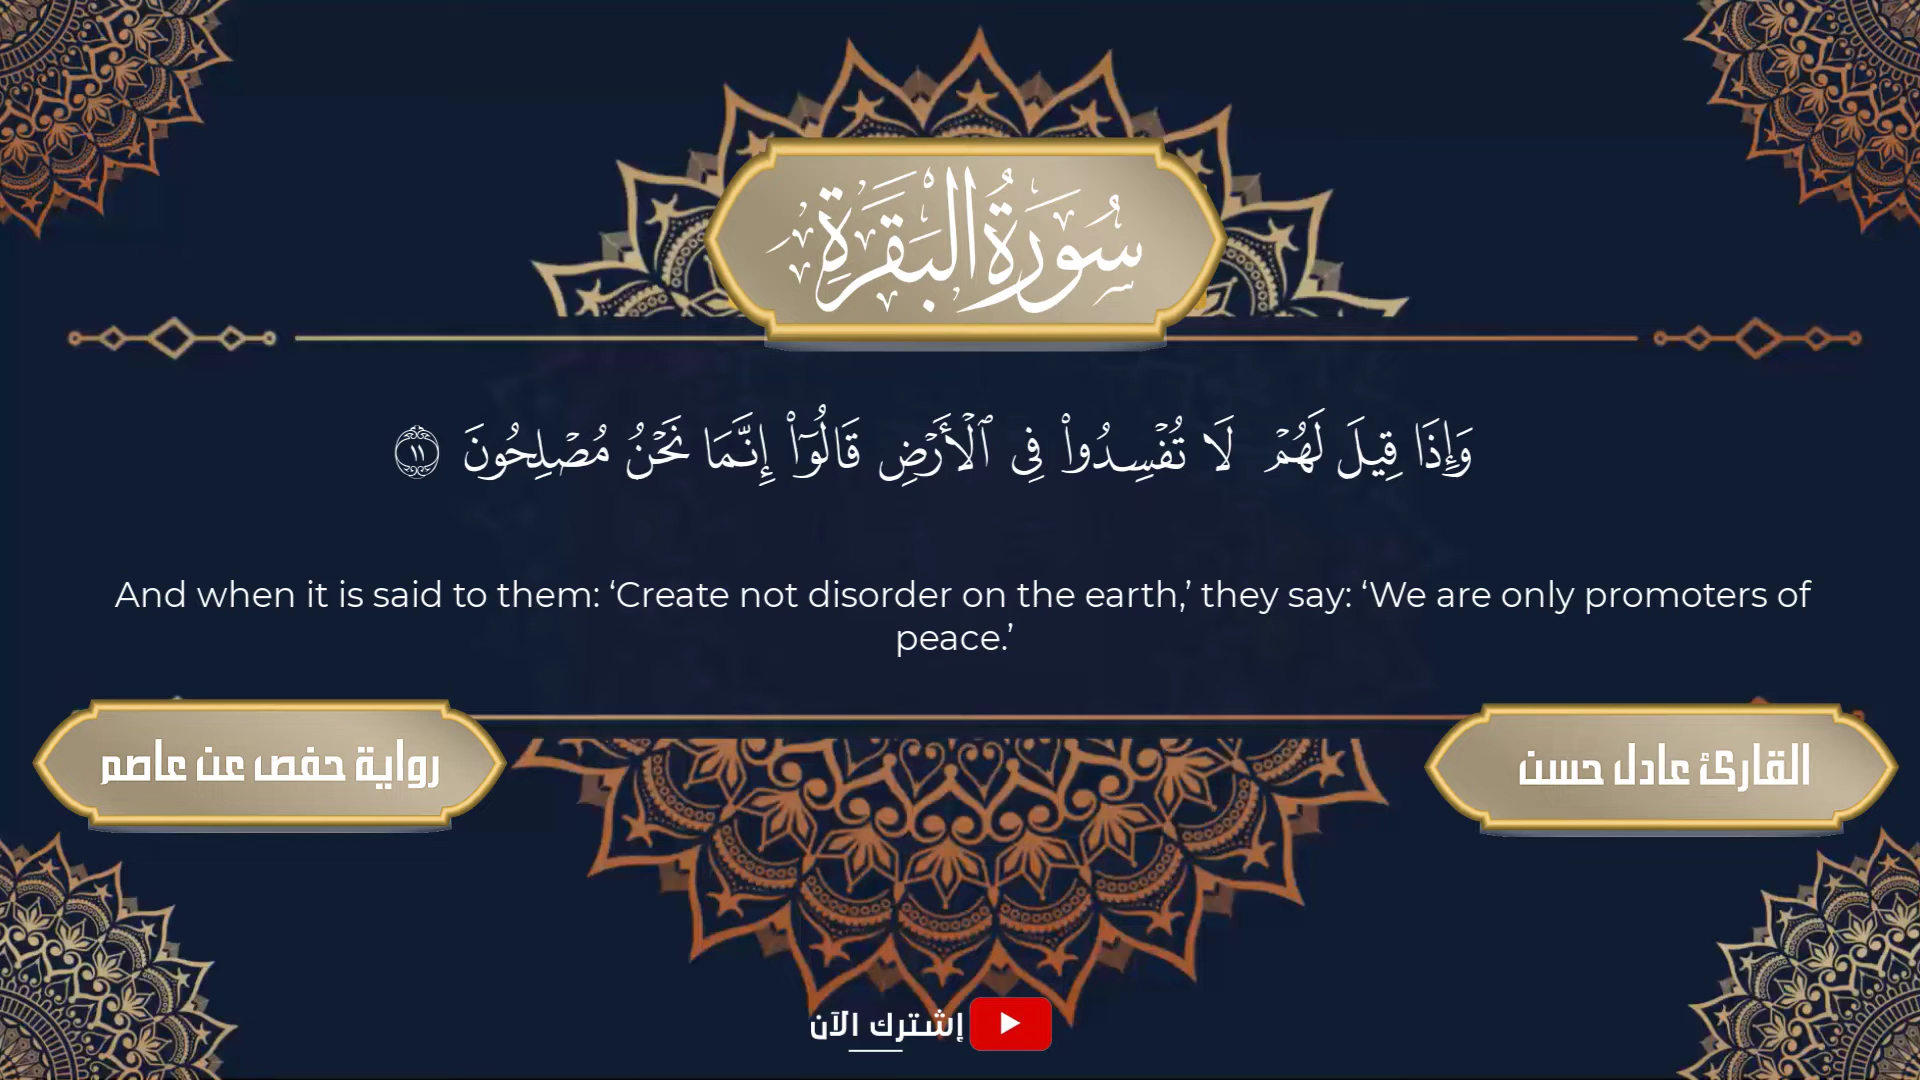 سُورَةُ البَقَرَةِ
وَإِذَا قِيلَ لَهُمۡ لَا تُفۡسِدُواْ فِي ٱلۡأَرۡضِ قَالُوٓاْ إِنَّمَا نَحۡنُ مُصۡلِحُونَ ١١
And when it is said to them: ‘Create not disorder on the earth,’ they say: ‘We are only promoters of
peace.’
القارئ عادل حسن
رواية حفص عن عاصم
إشترك الآن